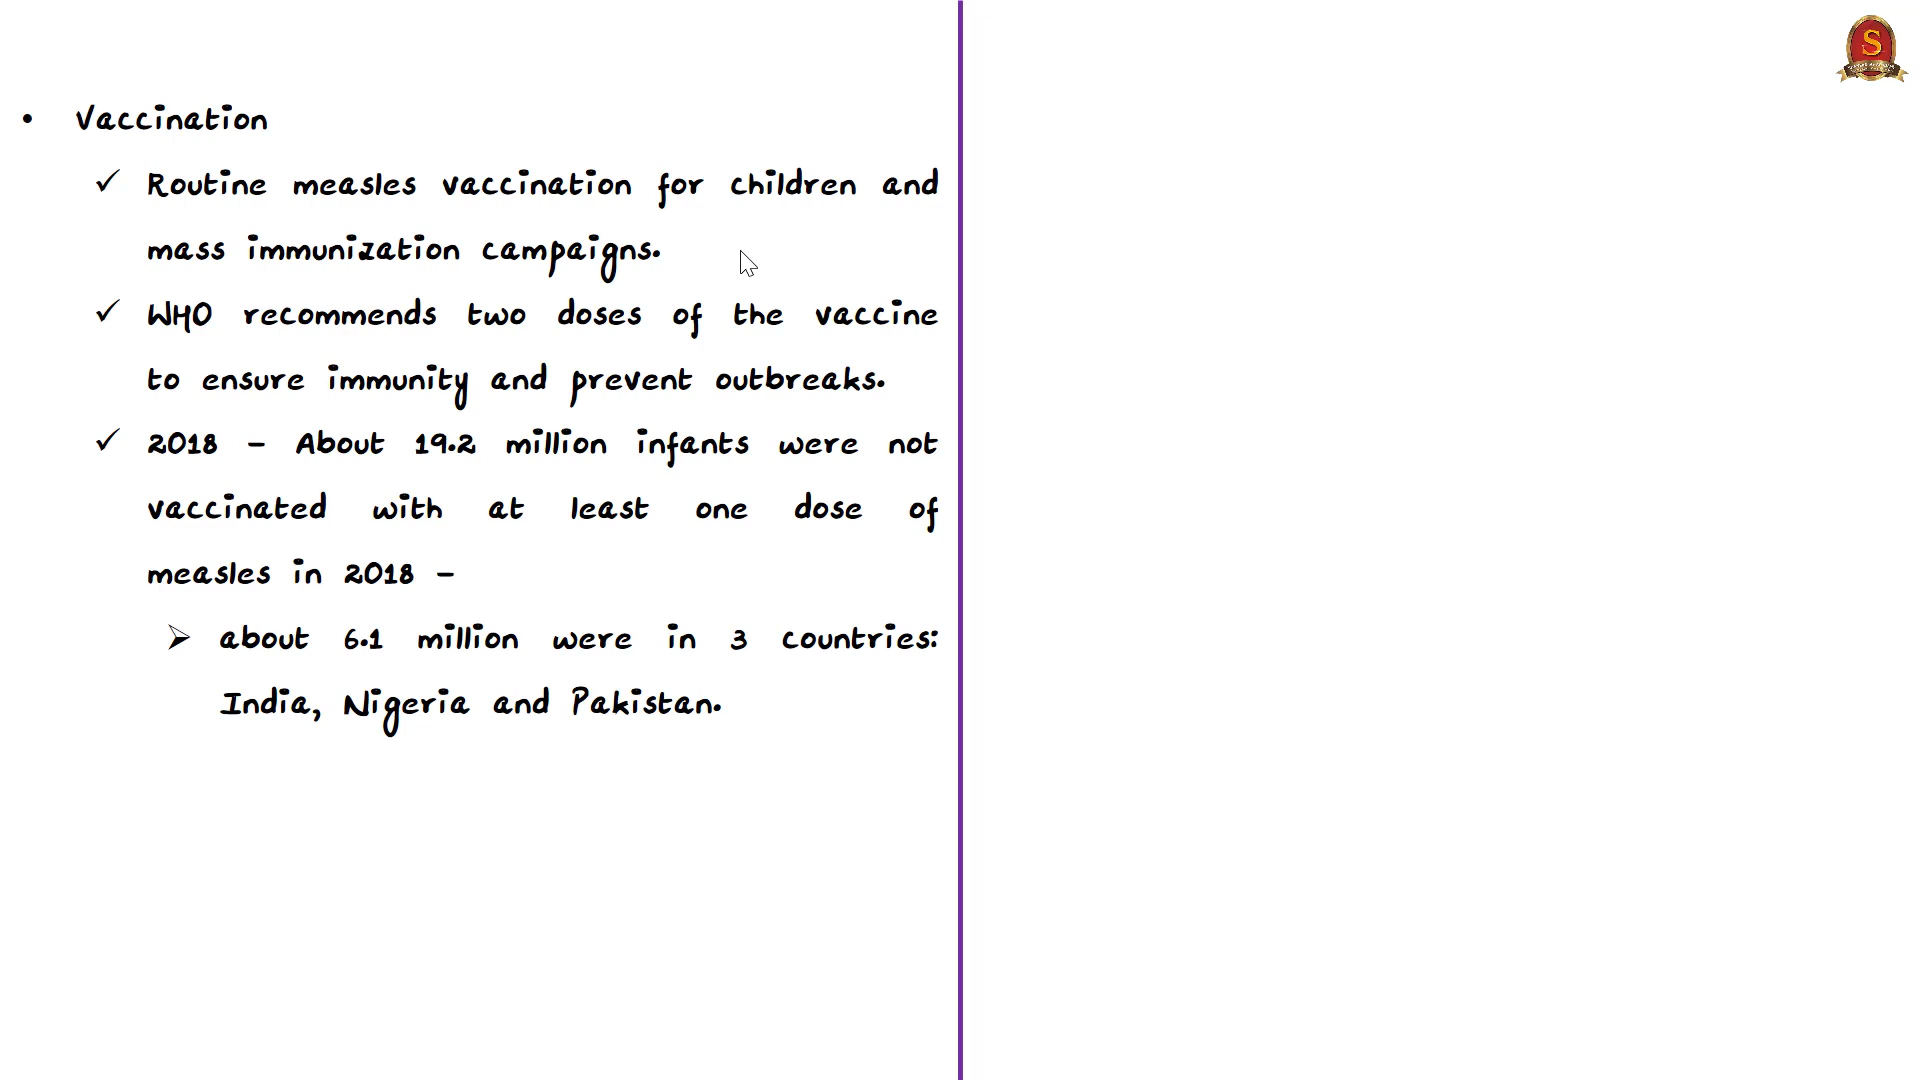 • Vaccination
✓ Routine measles vaccination for children and
mass immunization campaigns.
✓ WHO recommends two doses of the vaccine
to ensure immunity and prevent outbreaks.
✓ 2018 – About 19.2 million infants were not
vaccinated with at least one dose of
measles in 2018 –
➢ about 6.1 million were in 3 countries:
India, Nigeria and Pakistan.
S